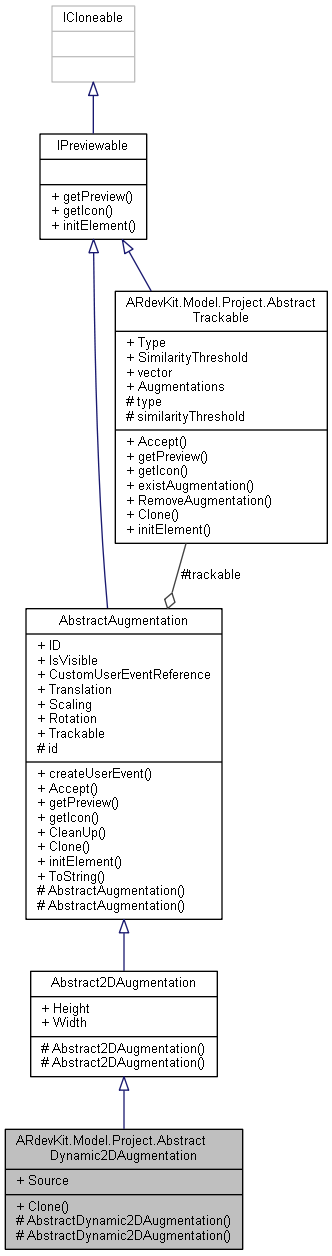 ICloneable
IPreviewable
+ getPreview()
+ getIcon()
+ initElement()
ARdevKit.Model.Project.Abstract
Trackable
+ Type
+ SimilarityThreshold
+ vector
+ Augmentations
# type
# similarityThreshold
+ Accept()
+ getPreview()
+ getIcon()
+ existAugmentation()
+ RemoveAugmentation()
+ Clone()
+ initElement()
#trackable
AbstractAugmentation
+ ID
+ IsVisible
+ CustomUserEventReference
+ Translation
+ Scaling
+ Rotation
+ Trackable
# id
+ createUserEvent()
+ Accept()
+ getPreview()
+ getIcon()
+ CleanUp()
+ Clone()
+ initElement()
+ ToString()
# AbstractAugmentation()
# AbstractAugmentation()
Abstract2DAugmentation
+ Height
+ Width
# Abstract2DAugmentation()
# Abstract2DAugmentation()
ARdevKit.Model.Project.Abstract
Dynamic2DAugmentation
+ Source
+ Clone()
# AbstractDynamic2DAugmentation()
# AbstractDynamic2DAugmentation()